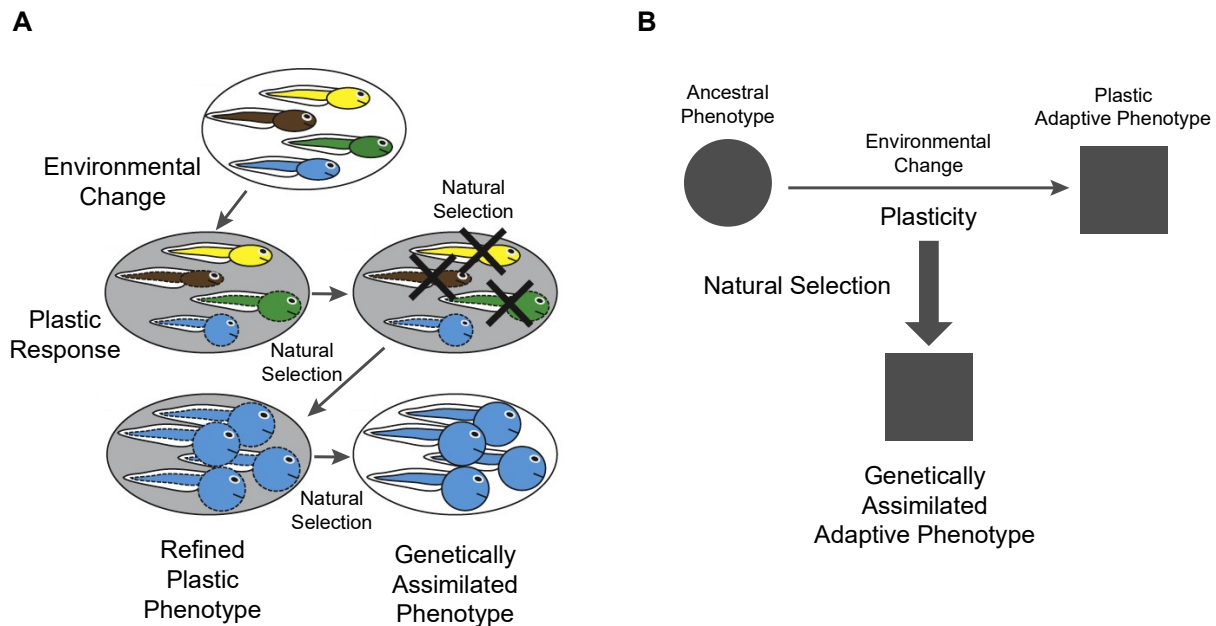 A
Environmental
Change
Natural
Selection
Plastic
Response
Natural
Selection
Natural
Selection
Refined
Plastic
Phenotype
Genetically
Assimilated
Phenotype
B
Ancestral
Phenotype
Environmental
Change
Plastic
Adaptive Phenotype
Plasticity
Natural Selection
Genetically
Assimilated
Adaptive Phenotype